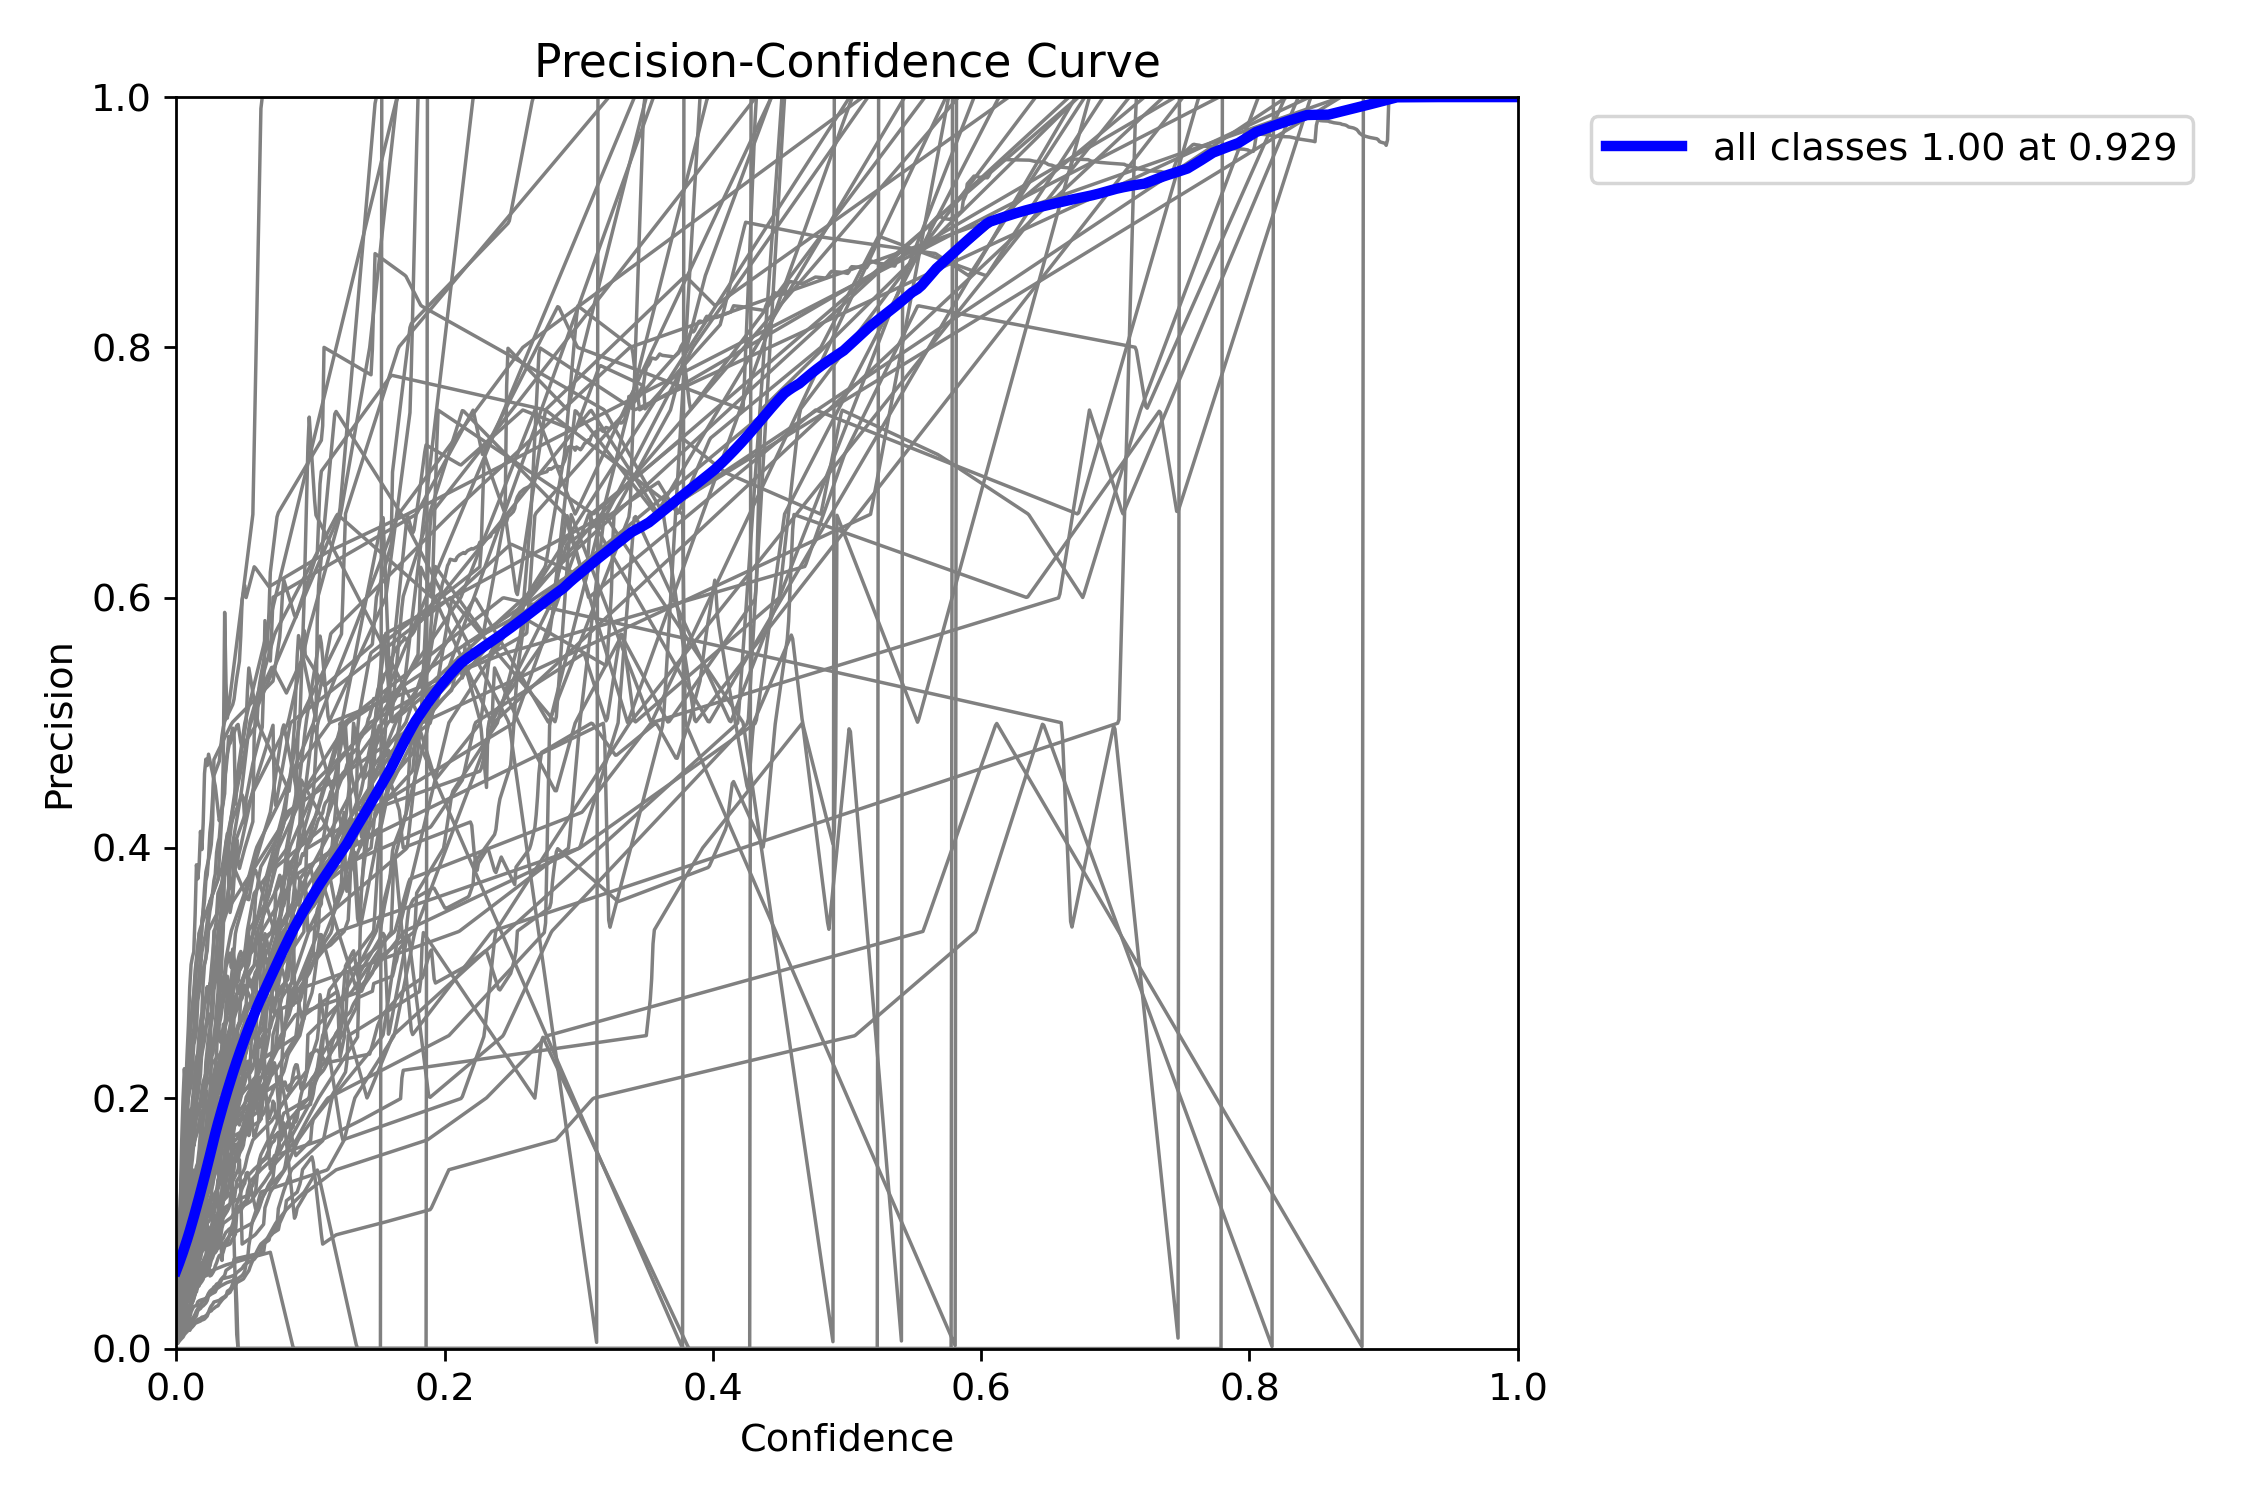 Precision-Confidence Curve
1.0
0.8
0.6
0.4
0.2
0.0
Precision
0.0 0.2 0.4 0.6 0.8 1.0
Confidence
all classes 1.00 at 0.929